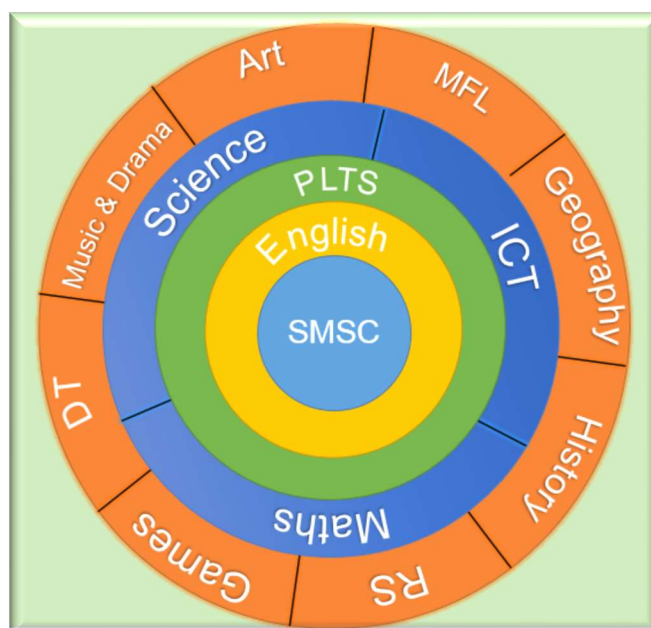 Art
MFL
Geography
History
RS
Games
DT
Music & Drama
Science
ICT
Maths
PLTS
English
SMSC